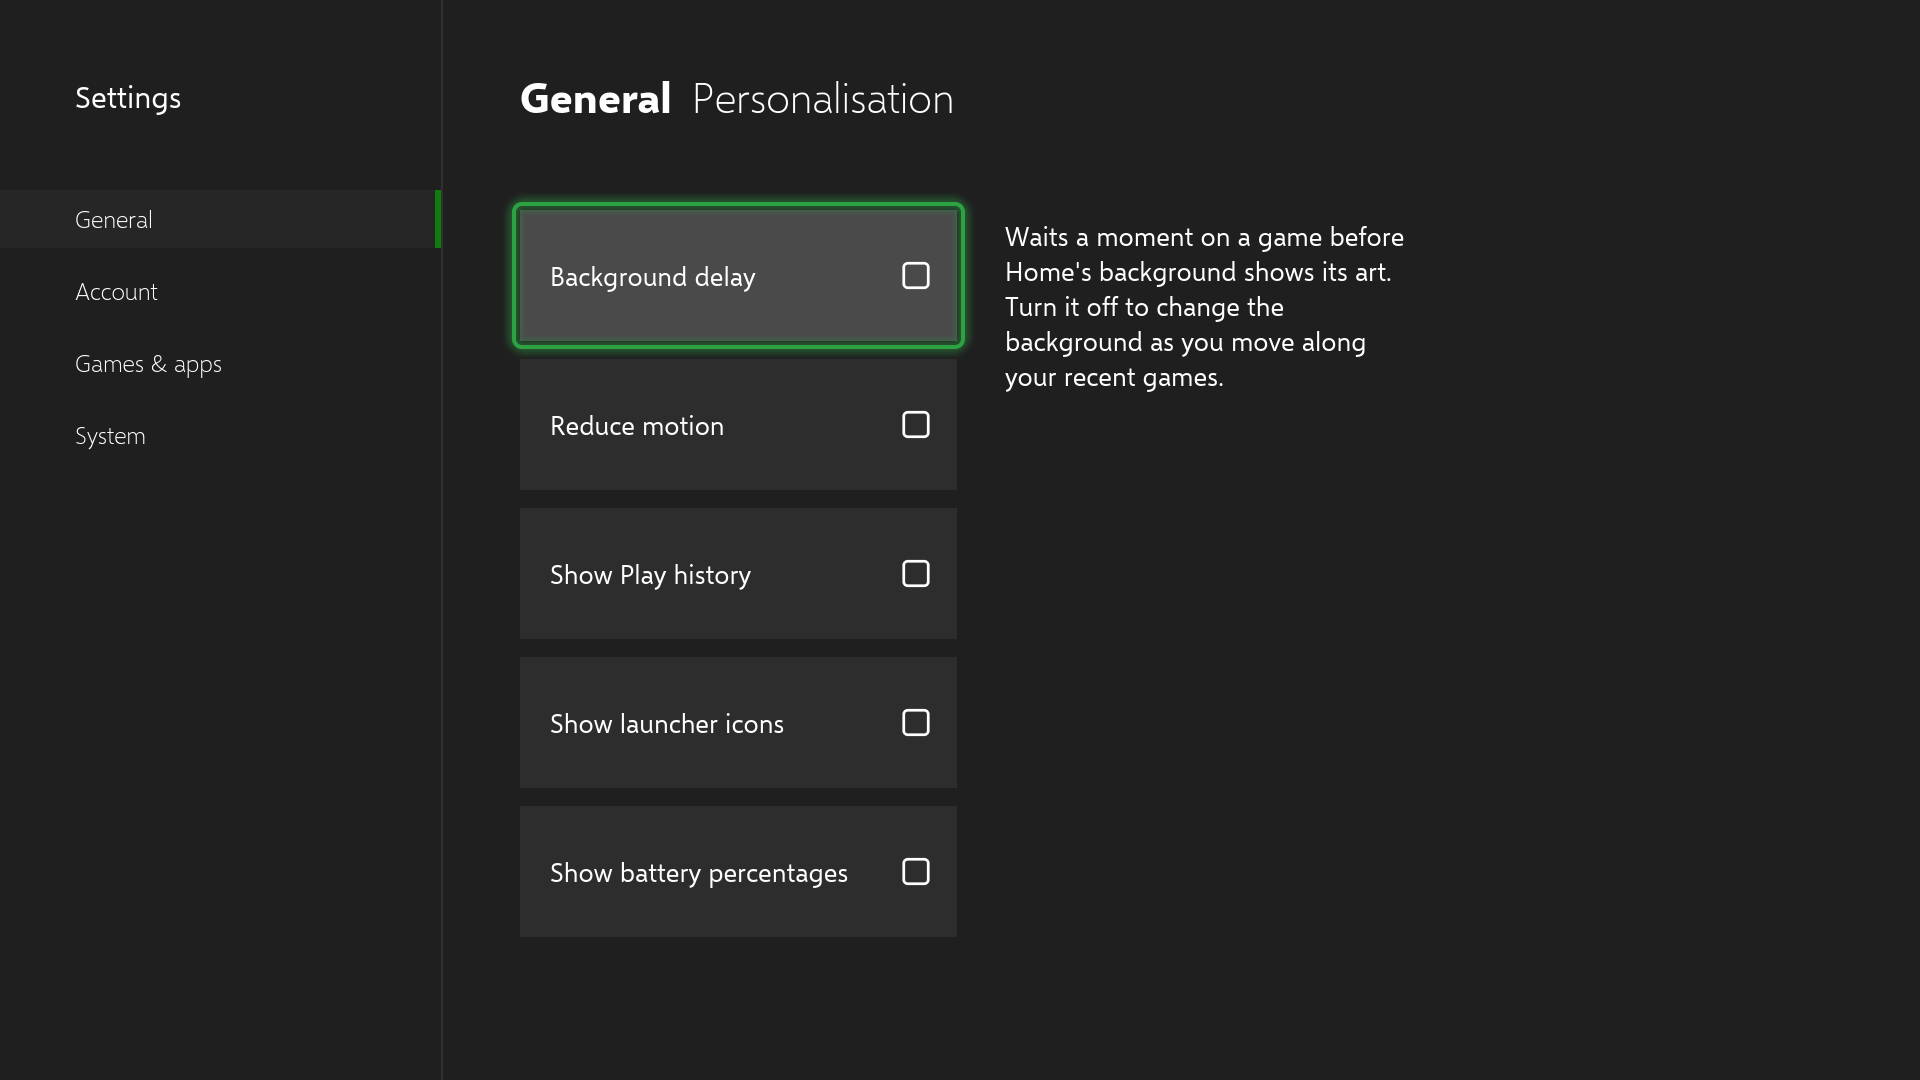 Settings
General
Account
Games & apps
System
General Personalisation
Background delay
Reduce motion
Show Play history
Show launcher icons
Show battery percentages
Waits a moment on a game before
Home's background shows its art.
Turn it off to change the
background as you move along
your recent games.